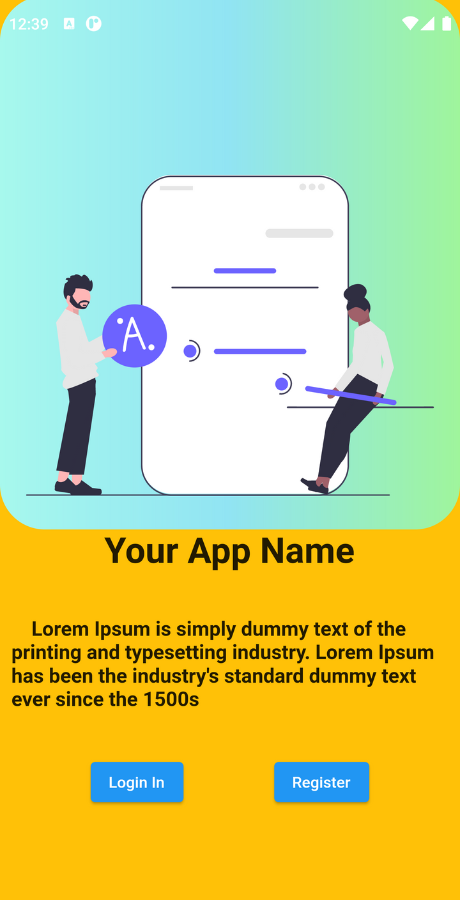 12:39
A
A
Your App Name
Lorem Ipsum is simply dummy text of the
printing and typesetting industry. Lorem Ipsum
has been the industry's standard dummy text
ever since the 1500s
Login In
Register